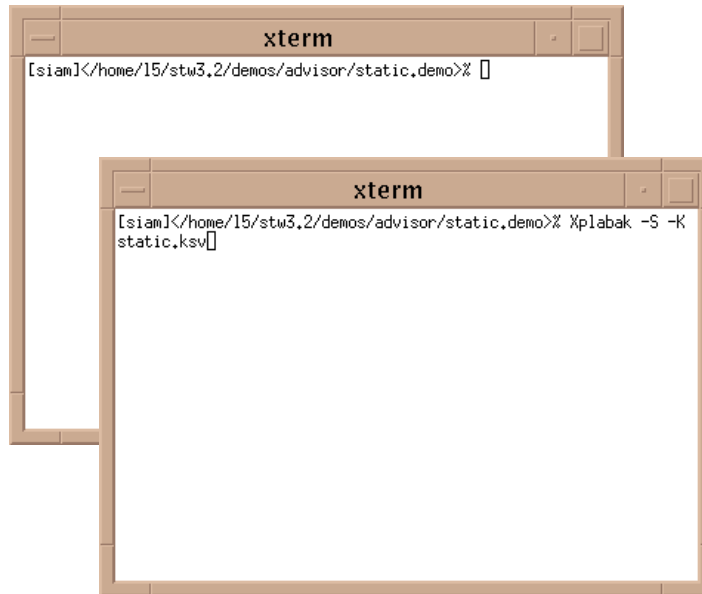 xterm
[siam]</home/l5/stw3.2/demos/advisor/static.demo>%
xterm
[siam]</home/l5/stw3.2/demos/advisor/static.demo>% Xplabak -S -K
static.ksv